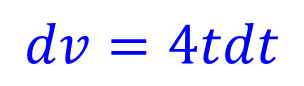 dv = 4tdt